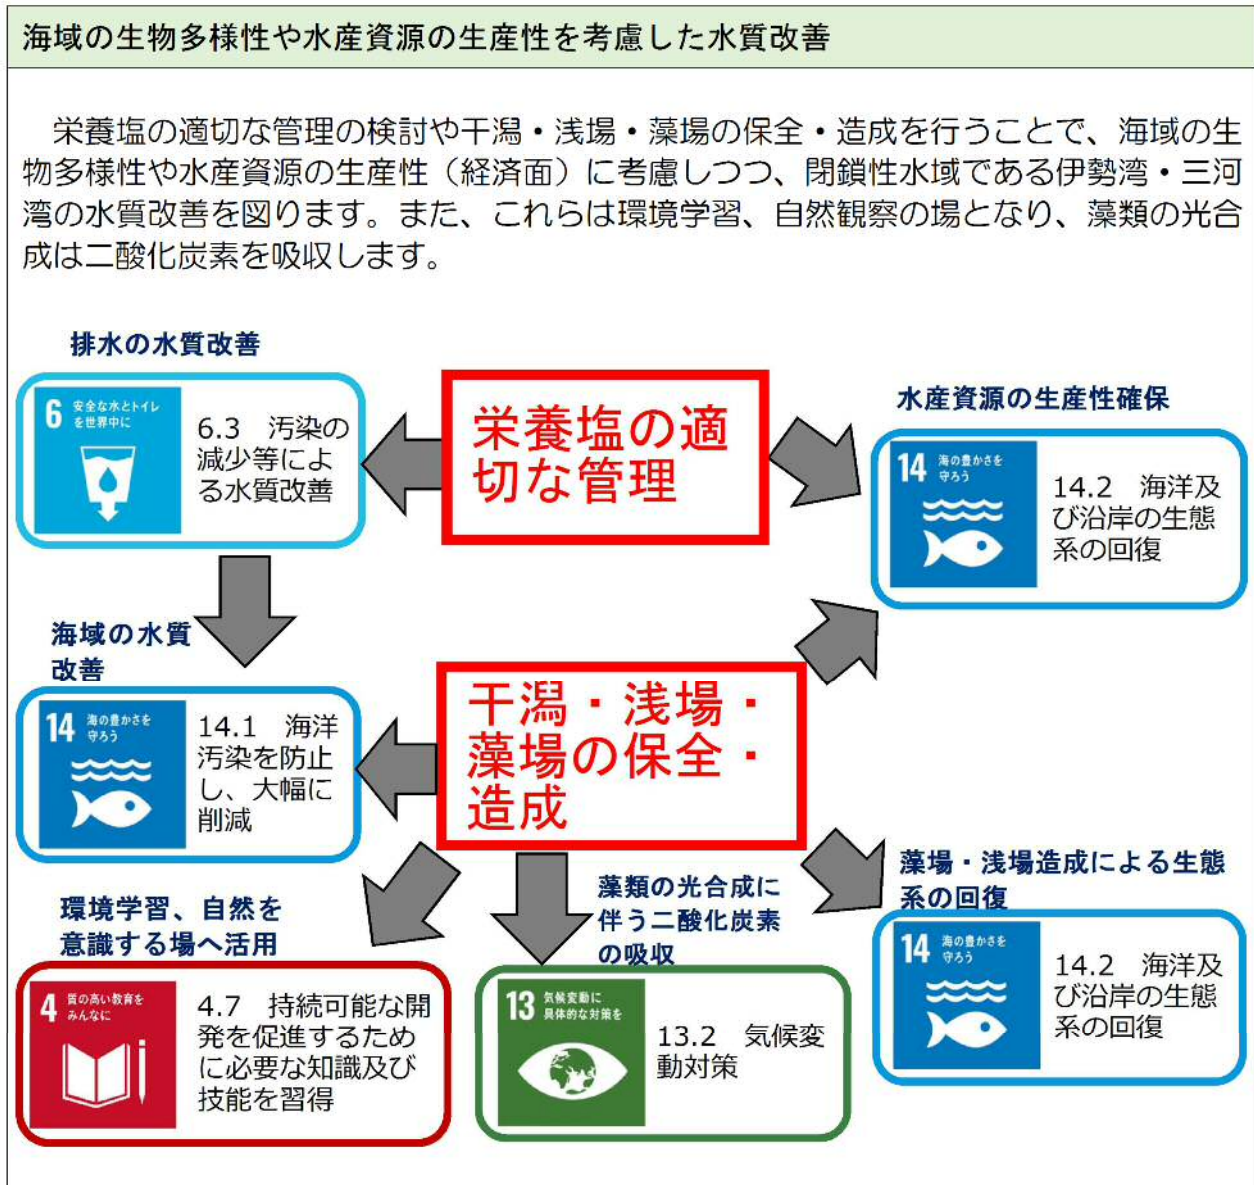 海域の生物多様性や水産資源の生産性を考慮した水質改善
栄養塩の適切な管理の検討や干潟・浅場・藻場の保全・造成を行うことで、海域の生
物多様性や水産資源の生産性（経済面）に考慮しつつ、閉鎖性水域である伊勢湾・三河
湾の水質改善を図ります。また、これらは環境学習、自然観察の場となり、藻類の光合
成は二酸化炭素を吸収します。
排水の水質改善
6 安全な水とトイレ
を世界中に
6.3 汚染の
減少等によ
る水質改善
栄養塩の適
切な管理
水産資源の生産性確保
14 海の豊かさを
守ろう
14.2 海洋及
び沿岸の生態
系の回復
海域の水質
改善
14 海の豊かさを
守ろう
14.1 海洋
汚染を防止
し、大幅に
削減
干潟・浅場・
藻場の保全・
造成
環境学習、自然を
意識する場へ活用
4 質の高い教育を
みんなに
4.7 持続可能な開
発を促進するため
に必要な知識及び
技能を習得
藻類の光合成に
伴う二酸化炭素
の吸収
13 気候変動に
具体的な対策を
13.2 気候変
動対策
藻場・浅場造成による生態
系の回復
14 海の豊かさを
守ろう
14.2 海洋及
び沿岸の生態
系の回復